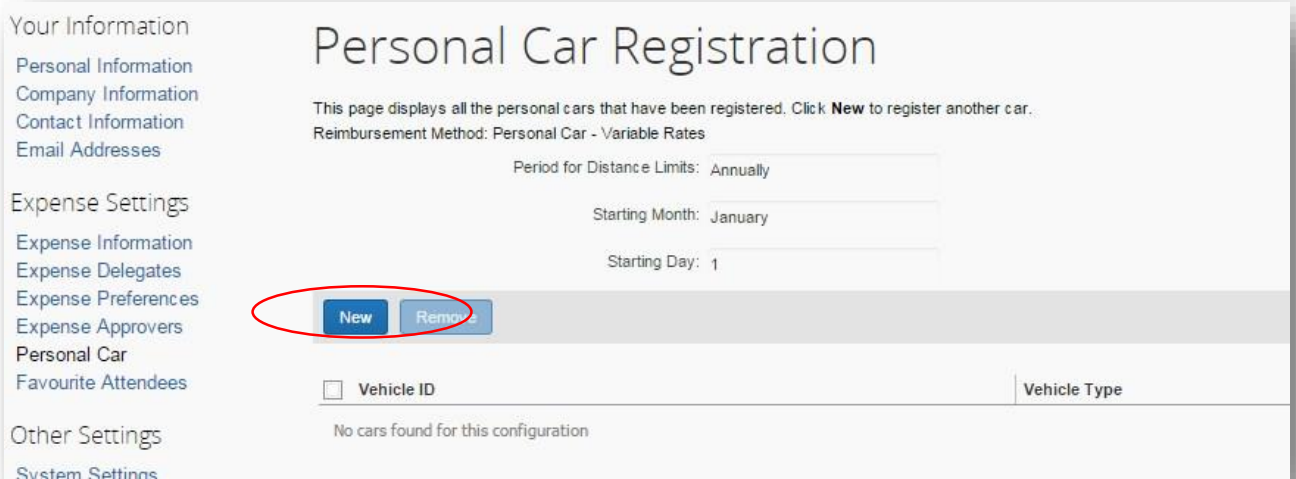 Your Information
Personal Information
Company Information
Contact Information
Email Addresses
Expense Settings
Expense Information
Expense Delegates
Expense Preferences
Expense Approvers
Personal Car
Favourite Attendees
Other Settings
System Settings
Personal Car Registration
This page displays all the personal cars that have been registered. Click New to register another car.
Reimbursement Method: Personal Car - Variable Rates
Period for Distance Limits: Annually
Starting Month: January
Starting Day: 1
New Remove
Vehicle ID Vehicle Type
No cars found for this configuration